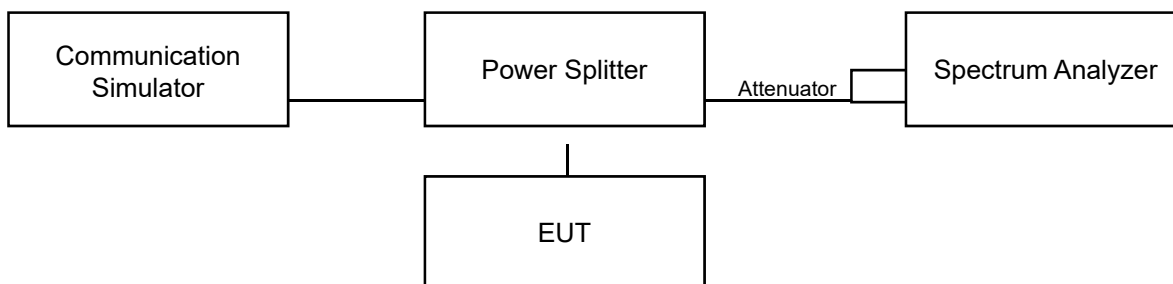 Communication
Simulator
Power Splitter
Attenuator
Spectrum Analyzer
EUT